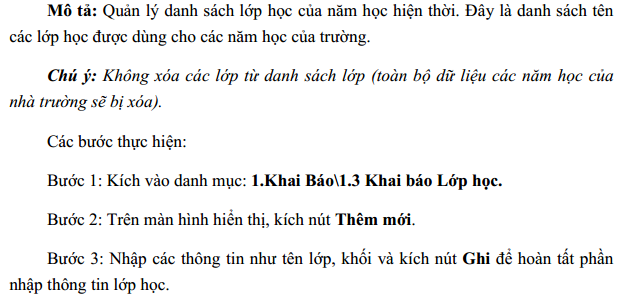 Mô tả: Quản lý danh sách lớp học của năm học hiện thời. Đây là danh sách tên
các lớp học được dùng cho các năm học của trường.
Chú ý: Không xóa các lớp từ danh sách lớp (toàn bộ dữ liệu các năm học của
nhà trường sẽ bị xóa).
Các bước thực hiện:
Bước 1: Kích vào danh mục: 1.Khai Báo\1.3 Khai báo Lớp học.
Bước 2: Trên màn hình hiển thị, kích nút Thêm mới.
Bước 3: Nhập các thông tin như tên lớp, khối và kích nút Ghi để hoàn tất phần
nhập thông tin lớp học.